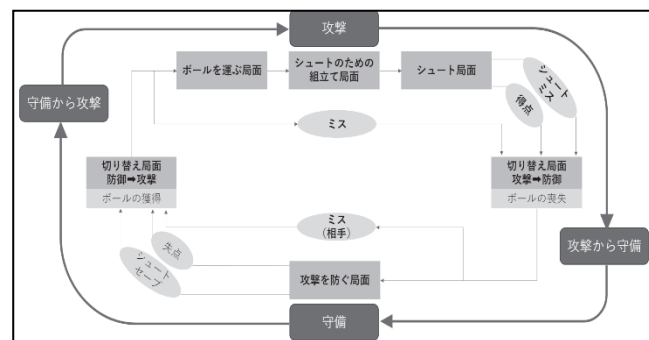 攻撃
ボールを運ぶ局面
シュートのための
組立て局面
シュート局面
シュート
ミス
得点
守備から攻撃
ミス
切り替え局面
防御➡攻撃
ボールの獲得
切り替え局面
攻撃➡防御
ボールの喪失
ミス
(相手)
攻撃から守備
失点
シュート
セーブ
攻撃を防ぐ局面
守備